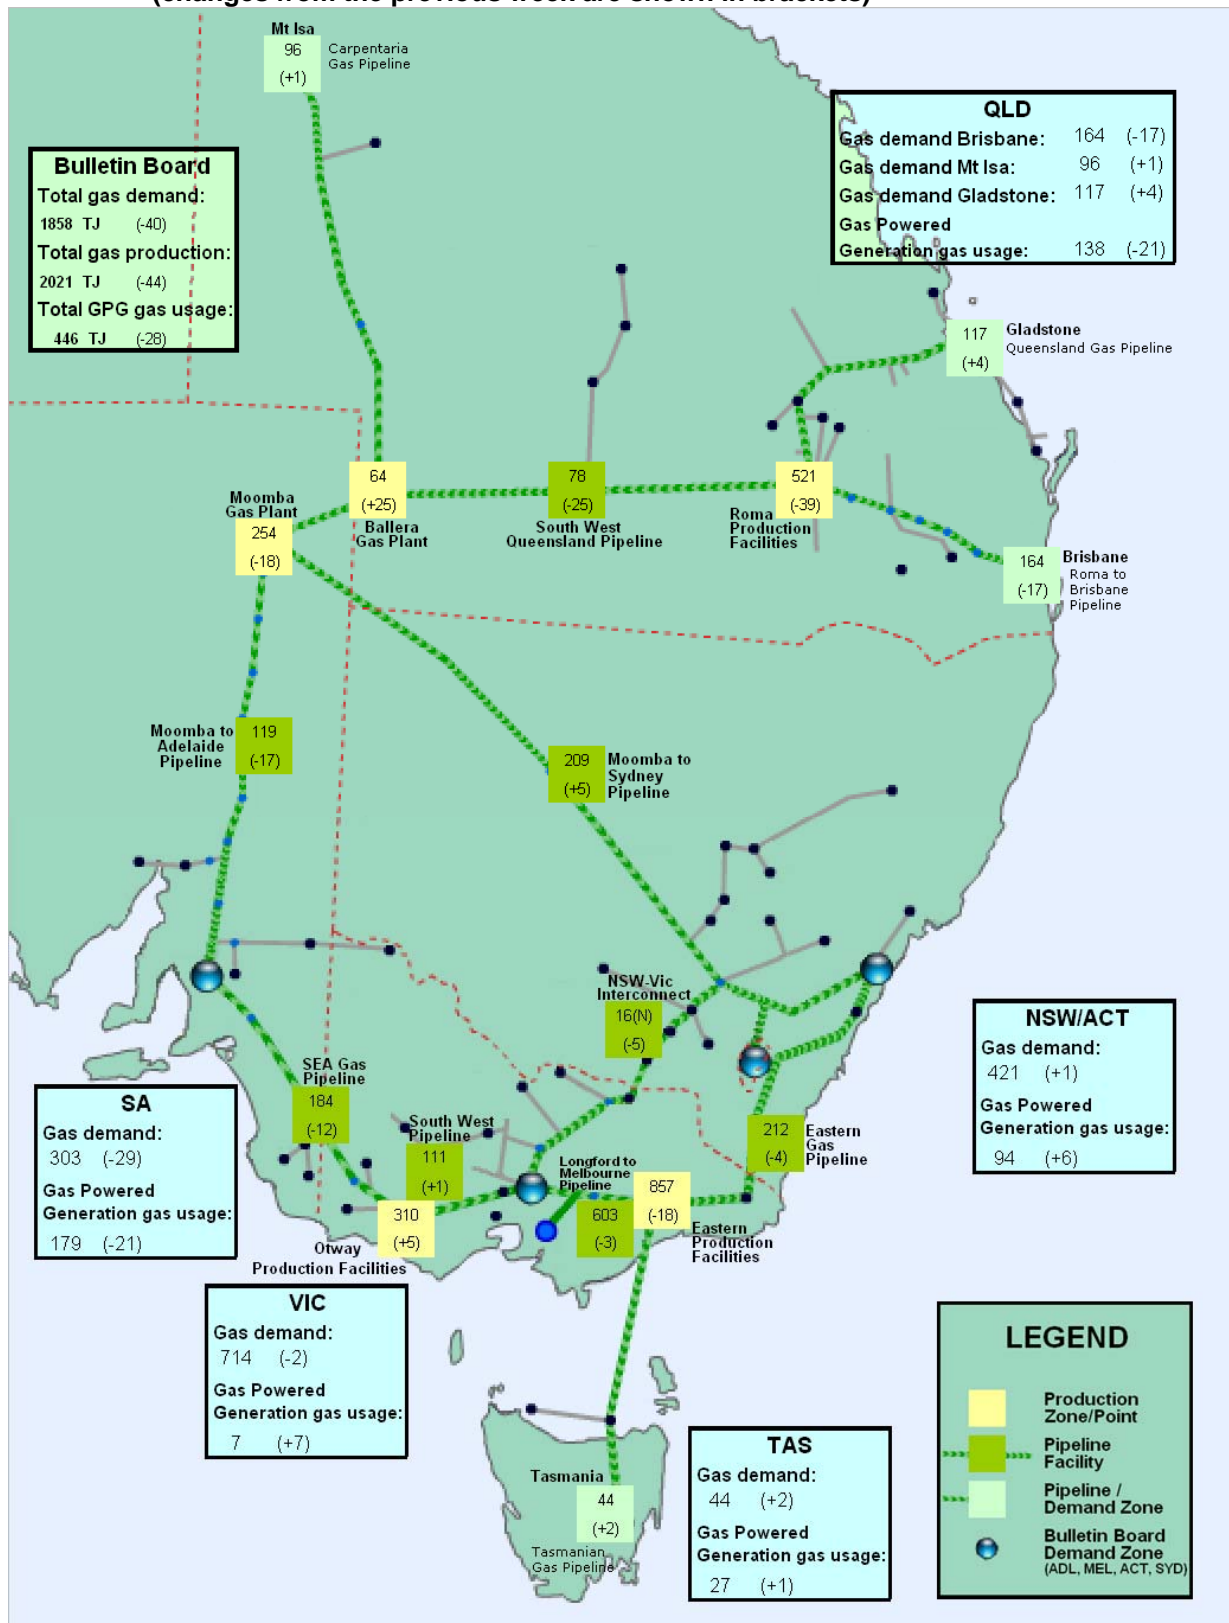 (changes from the previous week are shown in brackets)
Mt Isa
96
(+1)
Carpentaria
Gas Pipeline
QLD
Gas demand Brisbane: 164 (-17)
Gas demand Mt Isa: 96 (+1)
Gas demand Gladstone: 117 (+4)
Gas Powered
Generation gas usage: 138 (-21)
Bulletin Board
Total gas demand:
1858 TJ (-40)
Total gas production:
2021 TJ (-44)
Total GPG gas usage:
446 TJ (-28)
117
(+4)
Gladstone
Queensland Gas Pipeline
64
(+25)
Ballera
Gas Plant
78
(-25)
South West
Queensland Pipeline
521
(-39)
Roma
Production
Facilities
Moomba
Gas Plant
254
(-18)
164
(-17)
Brisbane
Roma to
Brisbane
Pipeline
Moomba to
Adelaide
Pipeline
119
(-17)
209
(+5)
Moomba to
Sydney
Pipeline
NSW-Vic
Interconnect
16(N)
(-5)
NSW/ACT
Gas demand:
421 (+1)
Gas Powered
Generation gas usage:
94 (+6)
SEA Gas
Pipeline
184
(-12)
SA
Gas demand:
303 (-29)
Gas Powered
Generation gas usage:
179 (-21)
South West
Pipeline
111
(+1)
212
(-4)
Eastern
Gas
Pipeline
Longford to
Melbourne
Pipeline
603
(-3)
857
(-18)
Eastern
Production
Facilities
310
(+5)
Otway
Production Facilities
VIC
Gas demand:
714 (-2)
Gas Powered
Generation gas usage:
7 (+7)
Tasmania
44
(+2)
Tasmanian
Gas Pipeline
TAS
Gas demand:
44 (+2)
Gas Powered
Generation gas usage:
27 (+1)
LEGEND
Production
Zone/Point
Pipeline
Facility
Pipeline /
Demand Zone
Bulletin Board
Demand Zone
(ADL, MEL, ACT, SYD)